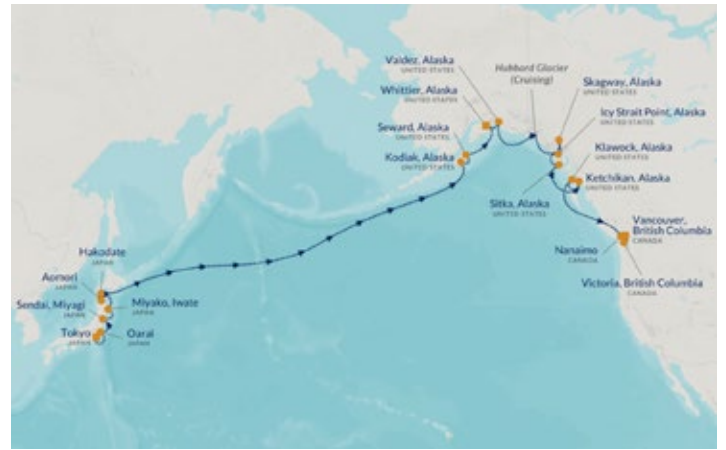 Valdez, Alaska
UNITED STATES
Hubbard Glacier
(Cruising)
Whittier, Alaska
UNITED STATES
Skagway, Alaska
UNITED STATES
Icy Strait Point, Alaska
UNITED STATES
Seward, Alaska
UNITED STATES
Klawock, Alaska
UNITED STATES
Kodiak, Alaska
UNITED STATES
Ketchikan, Alaska
UNITED STATES
Sitka, Alaska
UNITED STATES
Vancouver,
British Columbia
CANADA
Nanaimo
CANADA
Victoria, British Columbia
CANADA
Hakodate
JAPAN
Aomori
JAPAN
Sendai, Miyagi
JAPAN
Miyako, Iwate
JAPAN
Tokyo
JAPAN
Oarai
JAPAN